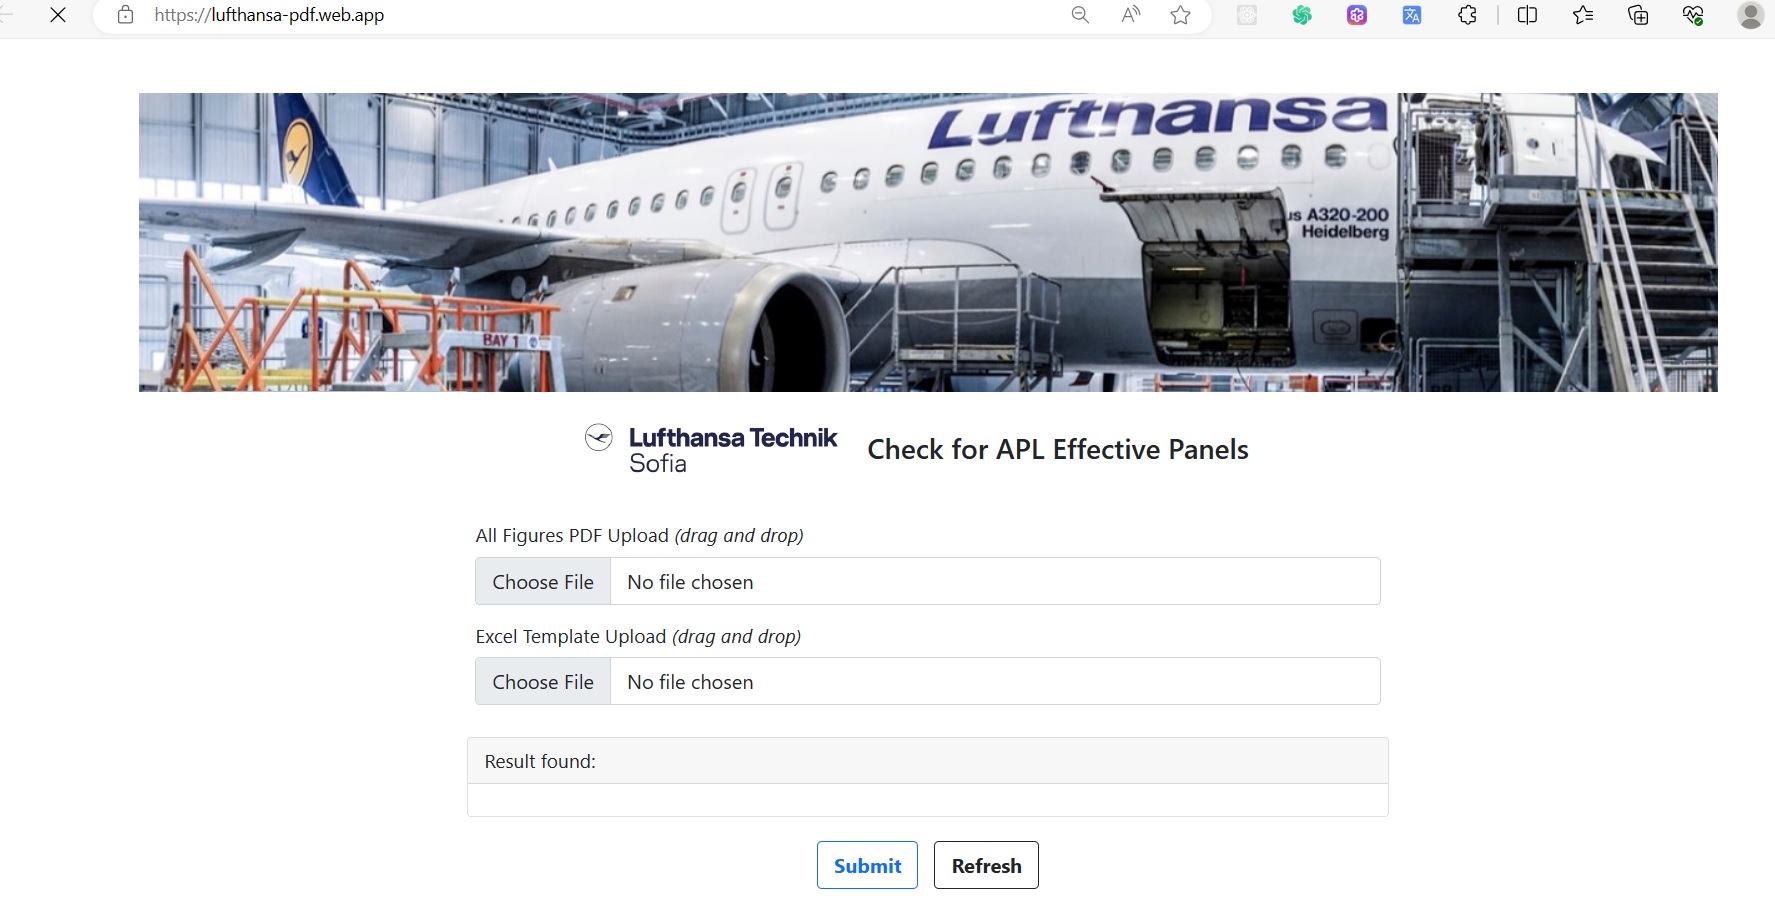 https://lufthansa-pdf.web.app
Lufthansa
us A320-200
Heidelberg
BAY 1
Lufthansa Technik
Sofia
Check for APL Effective Panels
All Figures PDF Upload (drag and drop)
Choose File No file chosen
Excel Template Upload (drag and drop)
Choose File No file chosen
Result found:
Submit Refresh